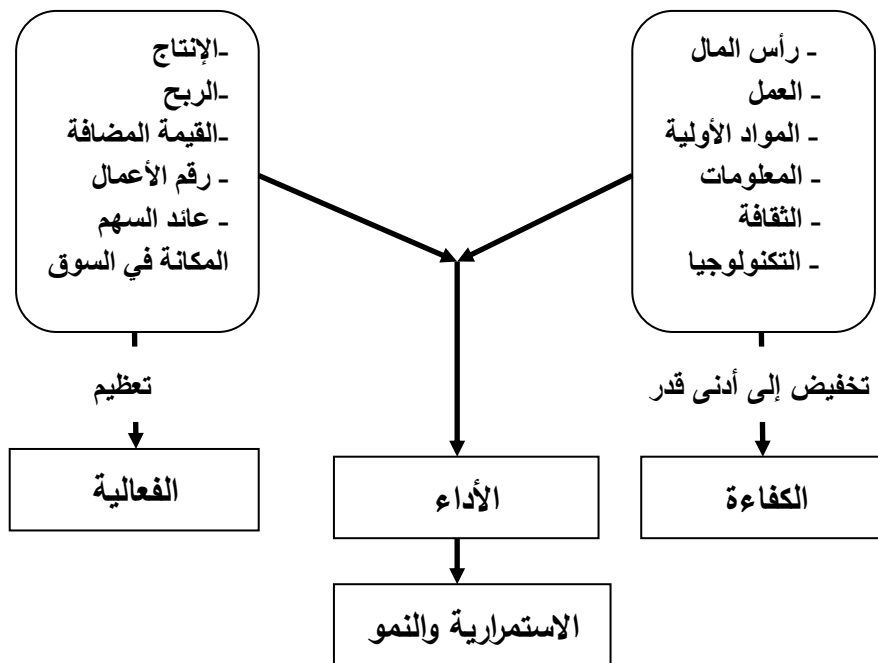 - رأس المال
- العمل
- المواد الأولية
- المعلومات
- الثقافة
- التكنولوجيا
-الإنتاج
-الربح
-القيمة المضافة
- رقم الأعمال
- عائد السهم
المكانة في السوق
تخفيض إلى أدنى قدر
تعظيم
الكفاءة
الأداء
الفعالية
الاستمرارية والنمو